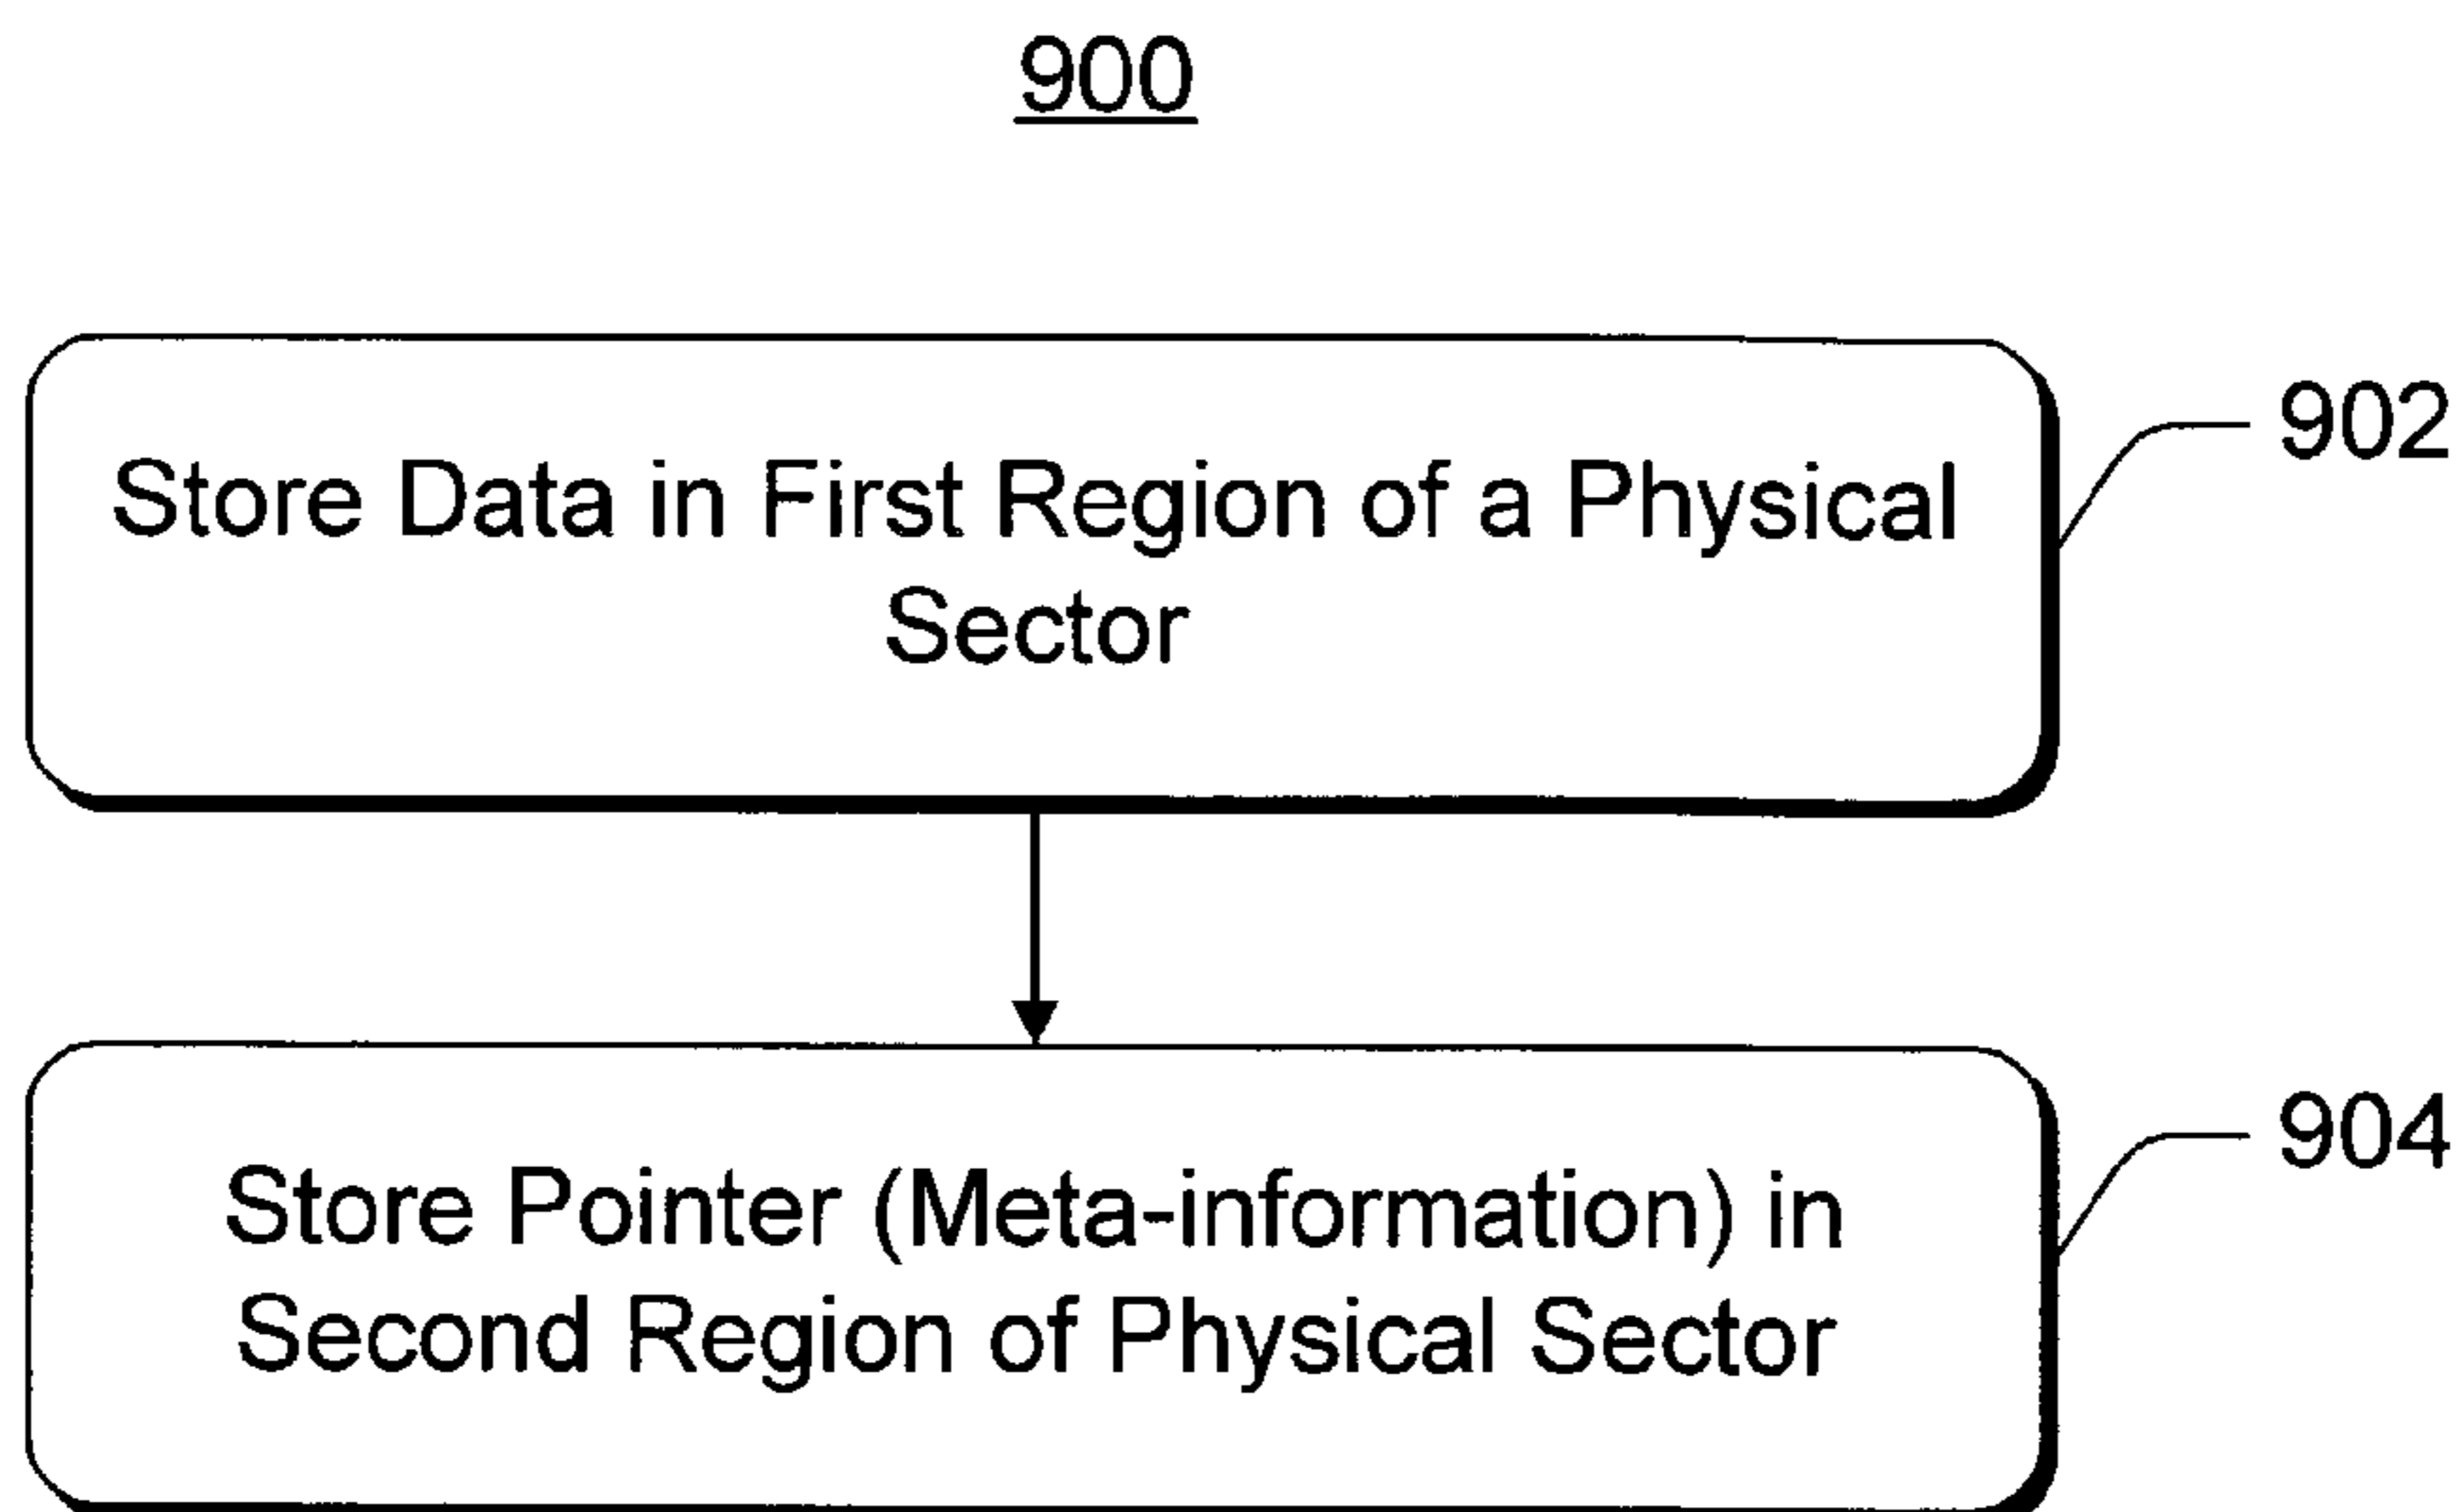 900
Store Data in First Region of a Physical
Sector
902
Store Pointer (Meta-information) in
Second Region of Physical Sector
904